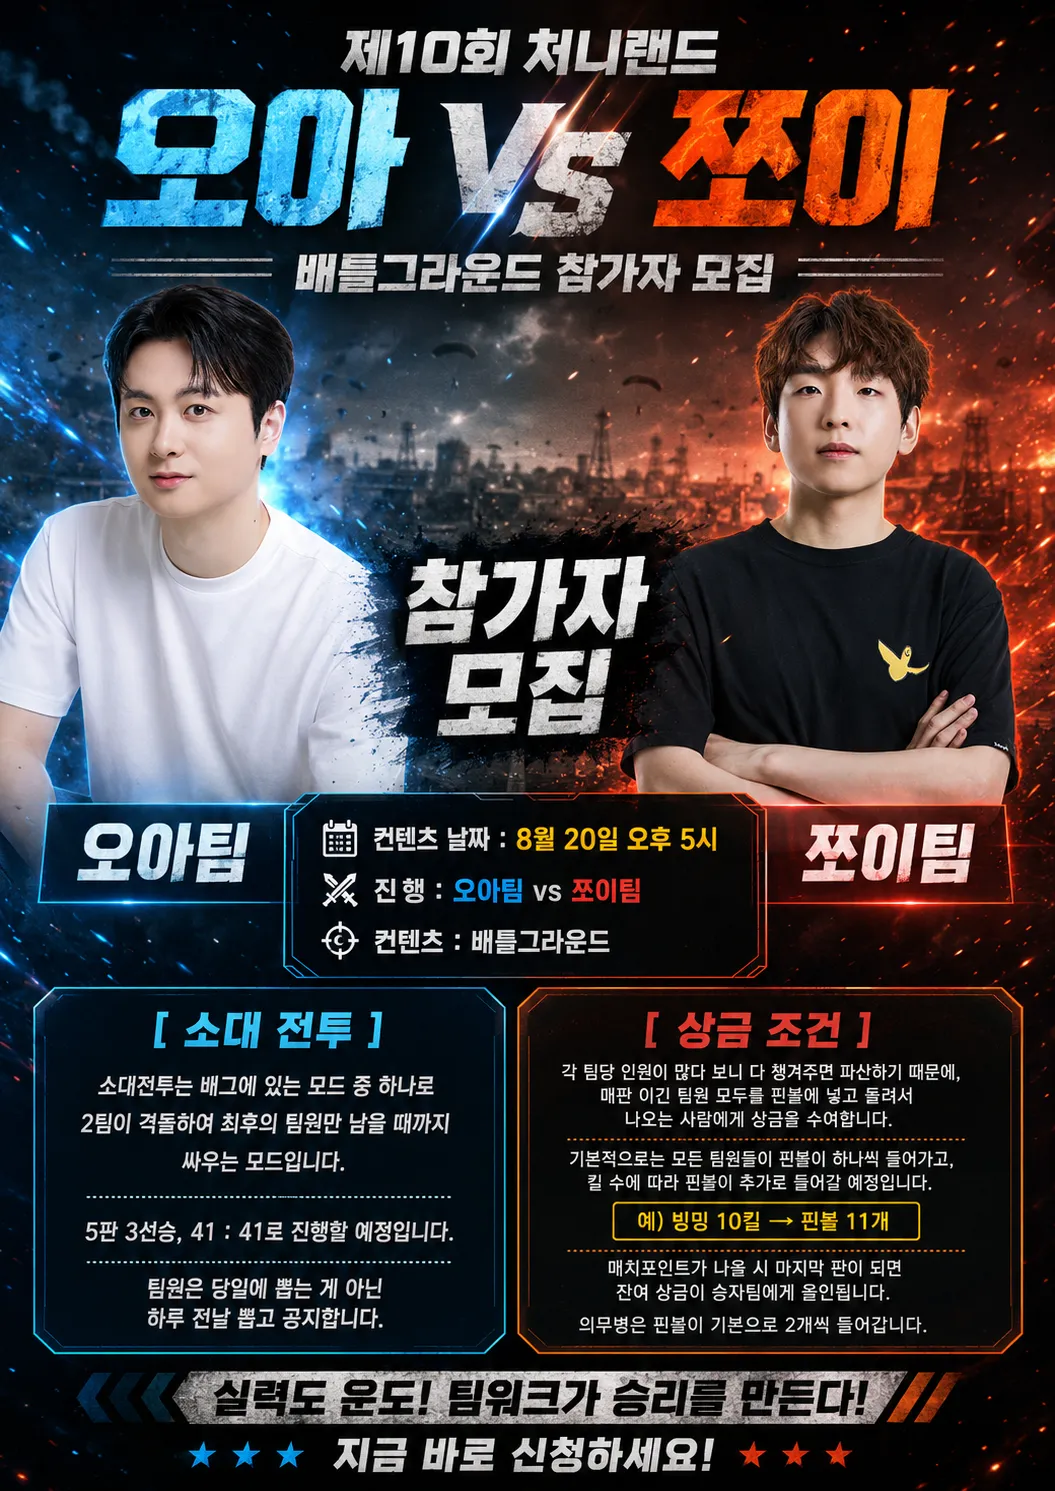 제10회 처니랜드
오아 Vs 쪼이
배틀그라운드 참가자 모집
참가자
모집
오아팀
컨텐츠 날짜 : 8월 20일 오후 5시
진 행 : 오아팀 vs 쪼이팀
컨텐츠 : 배틀그라운드
쪼이팀
[ 소대 전투 ]
소대전투는 배그에 있는 모드 중 하나로
2팀이 격돌하여 최후의 팀원만 남을 때까지
싸우는 모드입니다.
5판 3선승, 41 : 41로 진행할 예정입니다.
팀원은 당일에 뽑는 게 아닌
하루 전날 뽑고 공지합니다.
[ 상금 조건 ]
각 팀당 인원이 많다 보니 다 챙겨주면 파산하기 때문에,
매판 이긴 팀원 모두를 핀볼에 넣고 돌려서
나오는 사람에게 상금을 수여합니다.
기본적으로는 모든 팀원들이 핀볼이 하나씩 들어가고,
킬 수에 따라 핀볼이 추가로 들어갈 예정입니다.
예) 빙밍 10킬 → 핀볼 11개
매치포인트가 나올 시 마지막 판이 되면
잔여 상금이 승자팀에게 올인됩니다.
의무병은 핀볼이 기본으로 2개씩 들어갑니다.
실력도 운도! 팀워크가 승리를 만든다!
지금 바로 신청하세요!